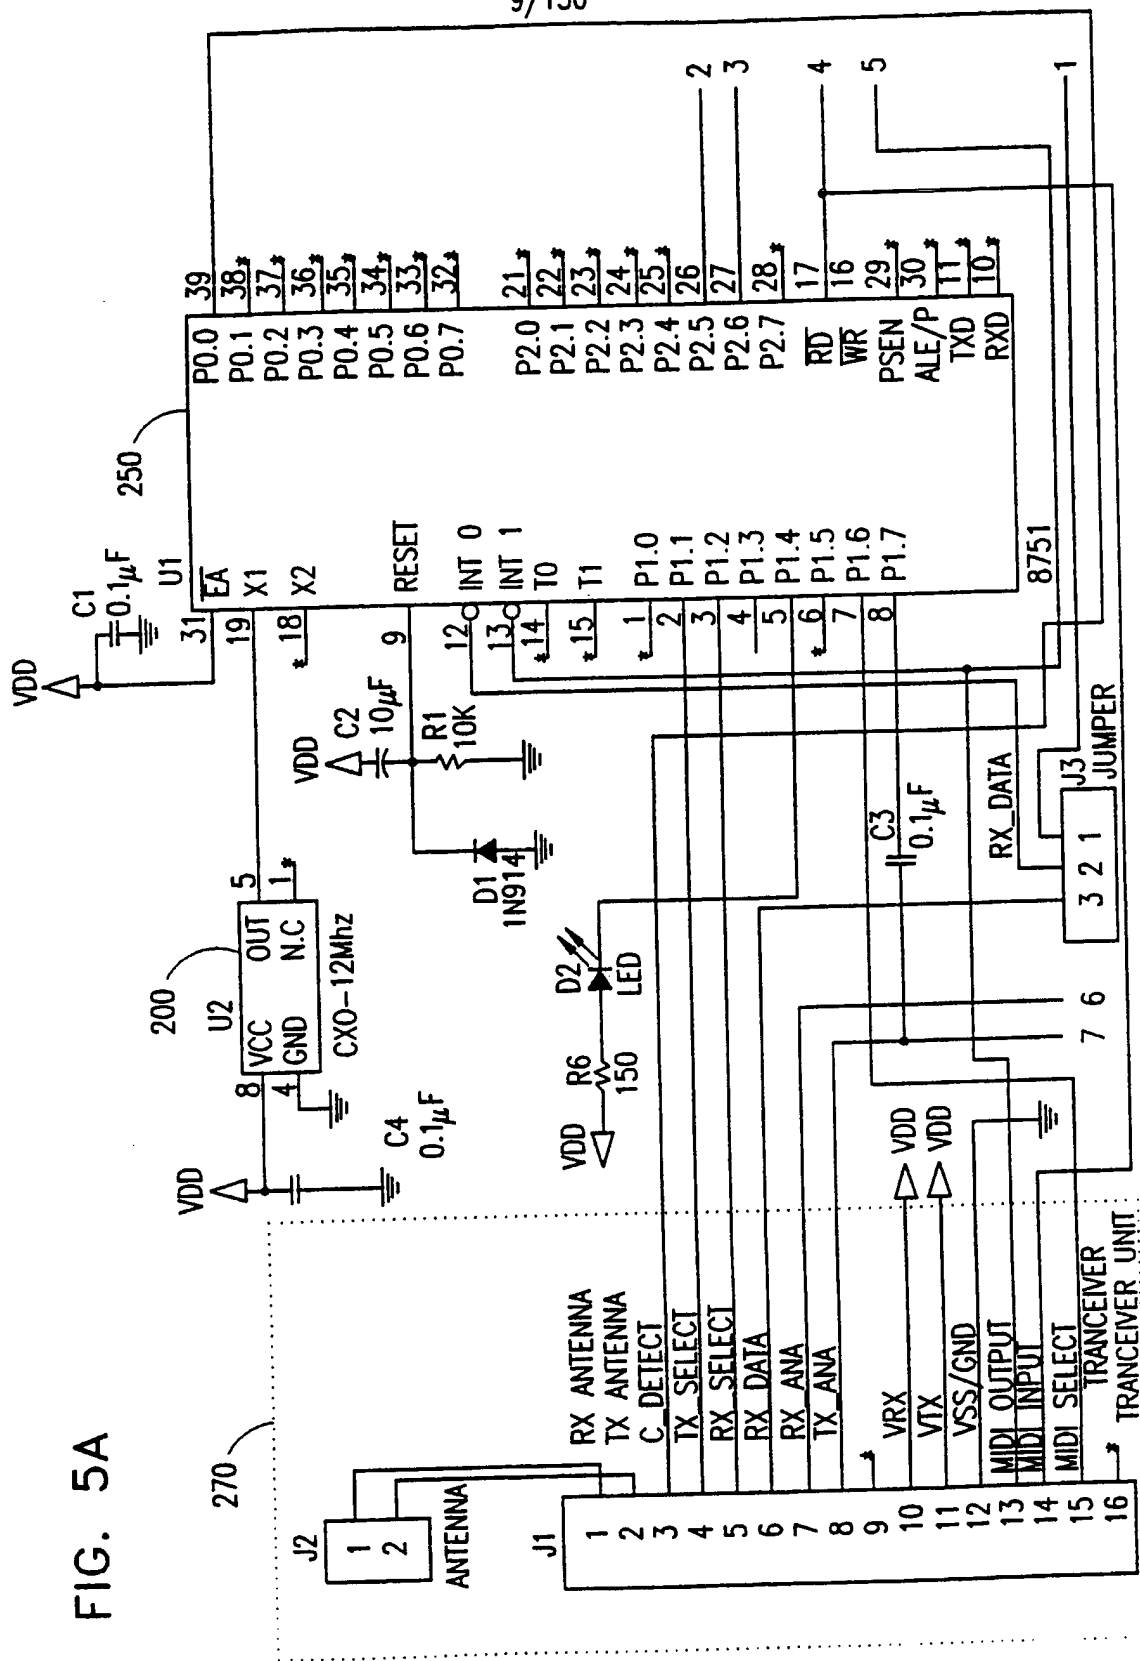 9/130
FIG. 5A
270
J2
1
2
ANTENNA
J1
1
2
3
4
5
6
7
8
9
10
11
12
13
14
15
16
RX ANTENNA
TX ANTENNA
C_DETECT
TX_SELECT
RX_SELECT
RX_DATA
RX_ANA
TX_ANA
*
VRX
VTX
VSS/GND
MIDI OUTPUT
MIDI INPUT
MIDI SELECT
*
TRANCEIVER
TRANCEIVER UNIT
VDD
VDD
VDD
C4
0.1µF
200
U2
8 VCC OUT 5
4 GND N.C 1 *
CXO-12Mhz
VDD
R6
150
D2
LED
D1
1N914
VDD
C2
10µF
R1
10K
C3
0.1µF
RX_DATA
7 6
3 2 1
J3
JUMPER
VDD
C1
0.1µF
250
U1
31 EA
19 X1
* 18 X2
9 RESET
12 INT 0
13 INT 1
* 14 T0
* 15 T1
* 1 P1.0
2 P1.1
3 P1.2
4 P1.3
5 P1.4
* 6 P1.5
7 P1.6
8 P1.7
8751
P0.0 39
P0.1 38 *
P0.2 37 *
P0.3 36 *
P0.4 35 *
P0.5 34 *
P0.6 33 *
P0.7 32 *
P2.0 21 *
P2.1 22 *
P2.2 23 *
P2.3 24 *
P2.4 25 *
P2.5 26
P2.6 27
P2.7 28 *
RD 17
WR 16
PSEN 29 *
ALE/P 30 *
TXD 11 *
RXD 10 *
2
3
4
5
1